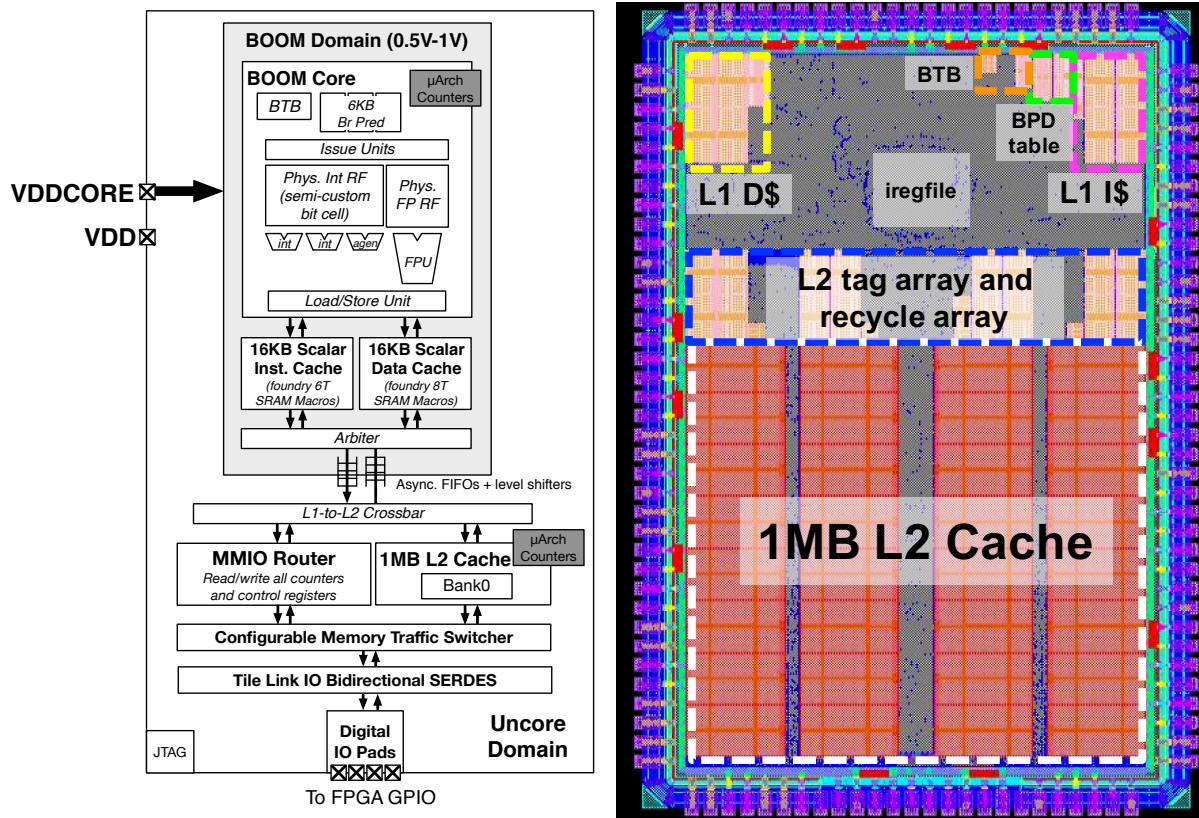 BOOM Domain (0.5V-1V)
BOOM Core
µArch
Counters
BTB
6KB
Br Pred
Issue Units
Phys. Int RF
(semi-custom
bit cell)
Phys.
FP RF
int
int
agen
FPU
Load/Store Unit
16KB Scalar
Inst. Cache
(foundry 6T
SRAM Macros)
16KB Scalar
Data Cache
(foundry 8T
SRAM Macros)
Arbiter
Async. FIFOs + level shifters
VDDCORE
VDD
L1-to-L2 Crossbar
MMIO Router
Read/write all counters
and control registers
1MB L2 Cache
Bank0
µArch
Counters
Configurable Memory Traffic Switcher
Tile Link IO Bidirectional SERDES
Digital
IO Pads
Uncore
Domain
JTAG
To FPGA GPIO
BTB
BPD
table
L1 D$
iregfile
L1 I$
L2 tag array and
recycle array
1MB L2 Cache